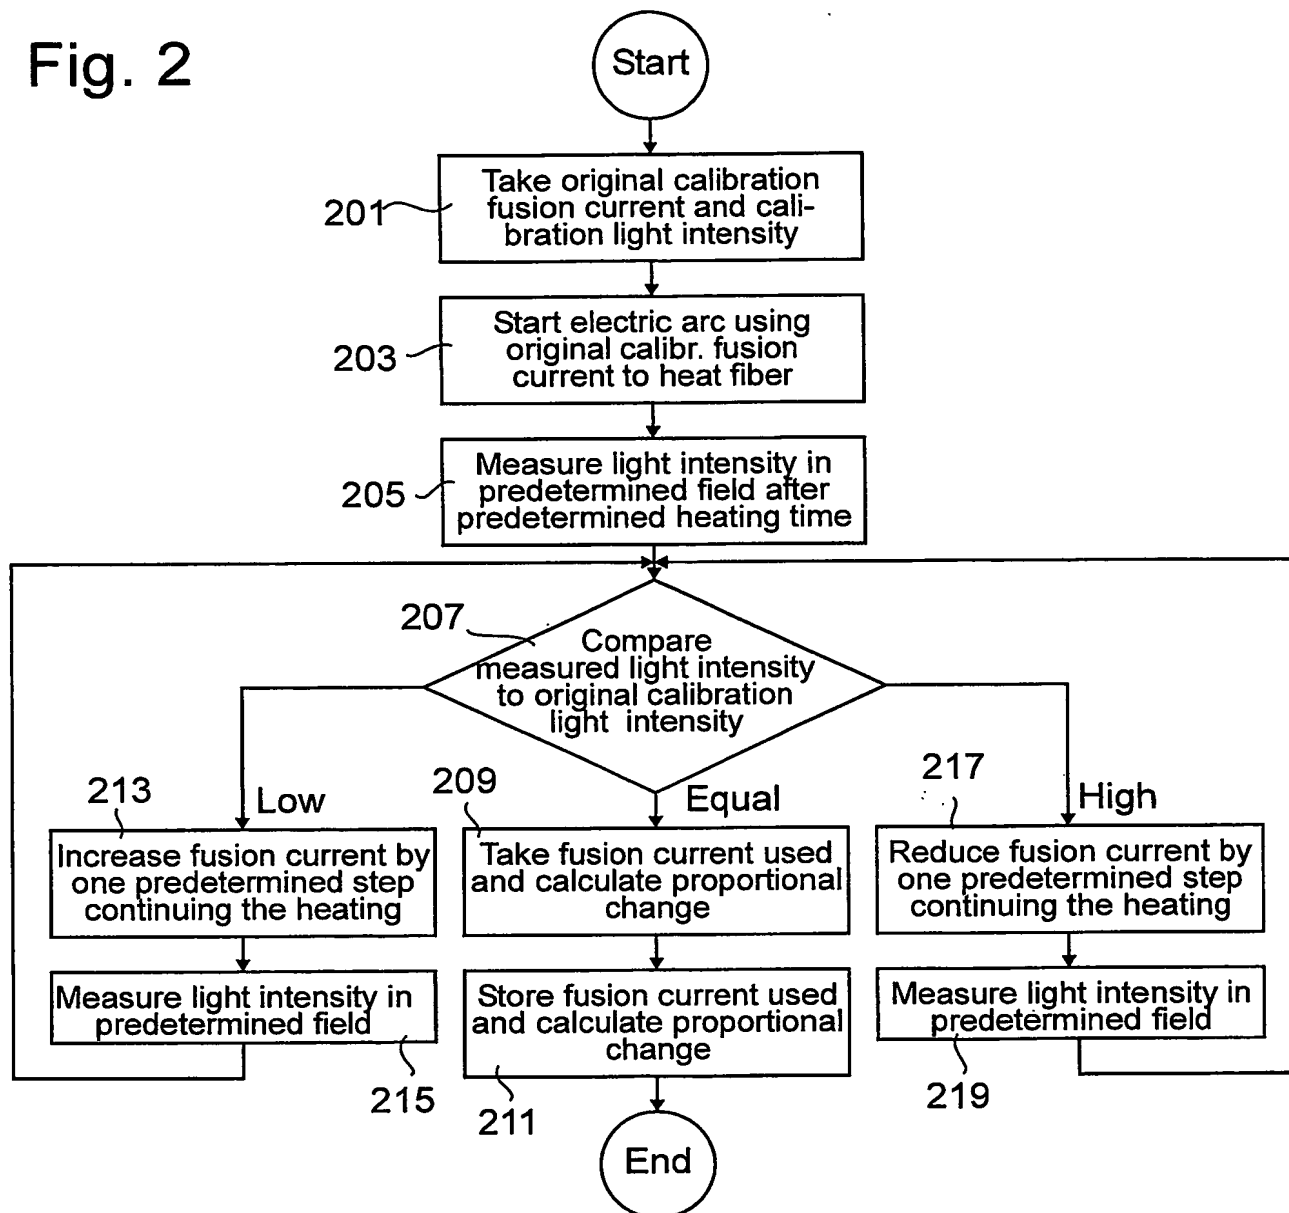 Fig. 2
Start
201
Take original calibration
fusion current and cali-
bration light intensity
203
Start electric arc using
original calibr. fusion
current to heat fiber
205
Measure light intensity in
predetermined field after
predetermined heating time
207
Compare
measured light intensity
to original calibration
light intensity
213
Low
209
Equal
217
High
Increase fusion current by
one predetermined step
continuing the heating
Take fusion current used
and calculate proportional
change
Reduce fusion current by
one predetermined step
continuing the heating
Measure light intensity in
predetermined field
215
Store fusion current used
and calculate proportional
change
211
Measure light intensity in
predetermined field
219
End